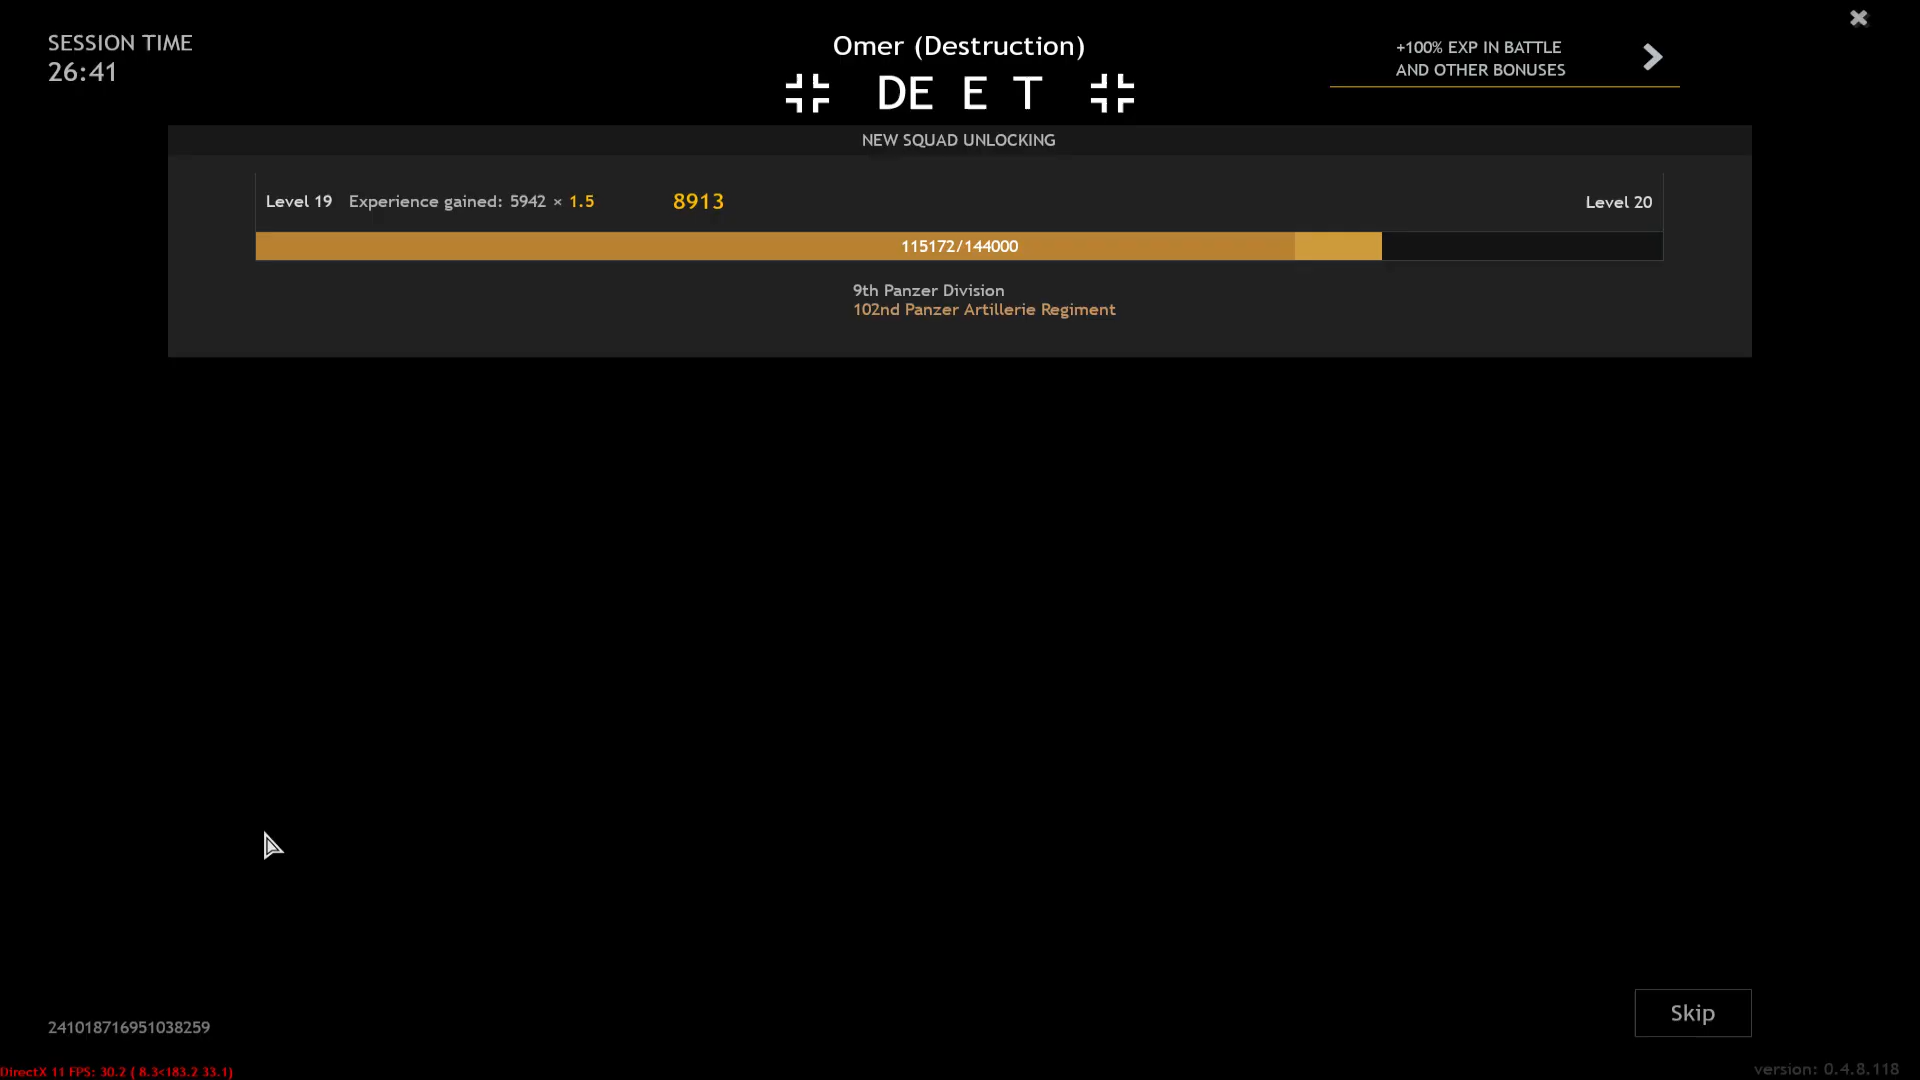 SESSION TIME
26:41
Omer (Destruction)
DE E T
+100% EXP IN BATTLE
AND OTHER BONUSES
NEW SQUAD UNLOCKING
Level 19 Experience gained: 5942 × 1.5 8913 Level 20
115172/144000
9th Panzer Division
102nd Panzer Artillerie Regiment
Skip
241018716951038259
DirectX 11 FPS: 30.2 ( 8.3<183.2 33.1)
version: 0.4.8.118